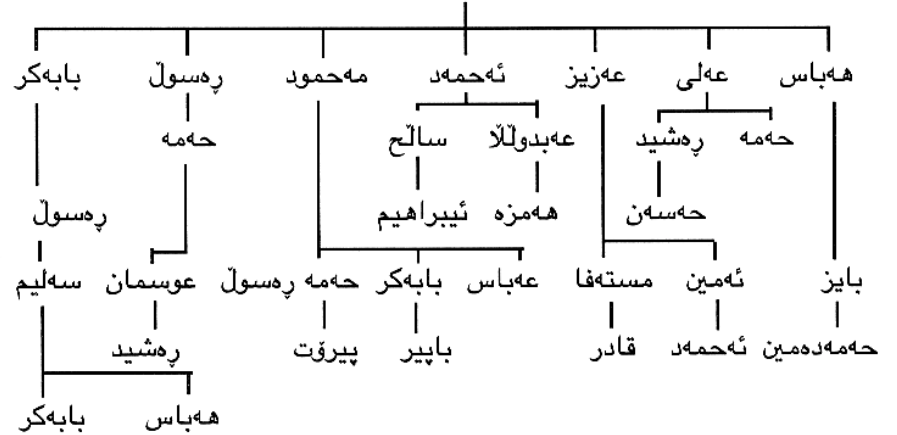 هەباس عەلی عەزیز ئەحمەد مەحمود ڕەسوڵ بابەکر
حەمە ڕەشید عەبدوڵڵا ساڵح حەمە
حەسەن هەمزە ئیبراهیم ڕەسوڵ
بایز ئەمین مستەفا عەباس بابەکر حەمە ڕەسوڵ عوسمان سەلیم
حەمەدەمین ئەحمەد قادر باپیر پیرۆت ڕەشید
هەباس بابەکر